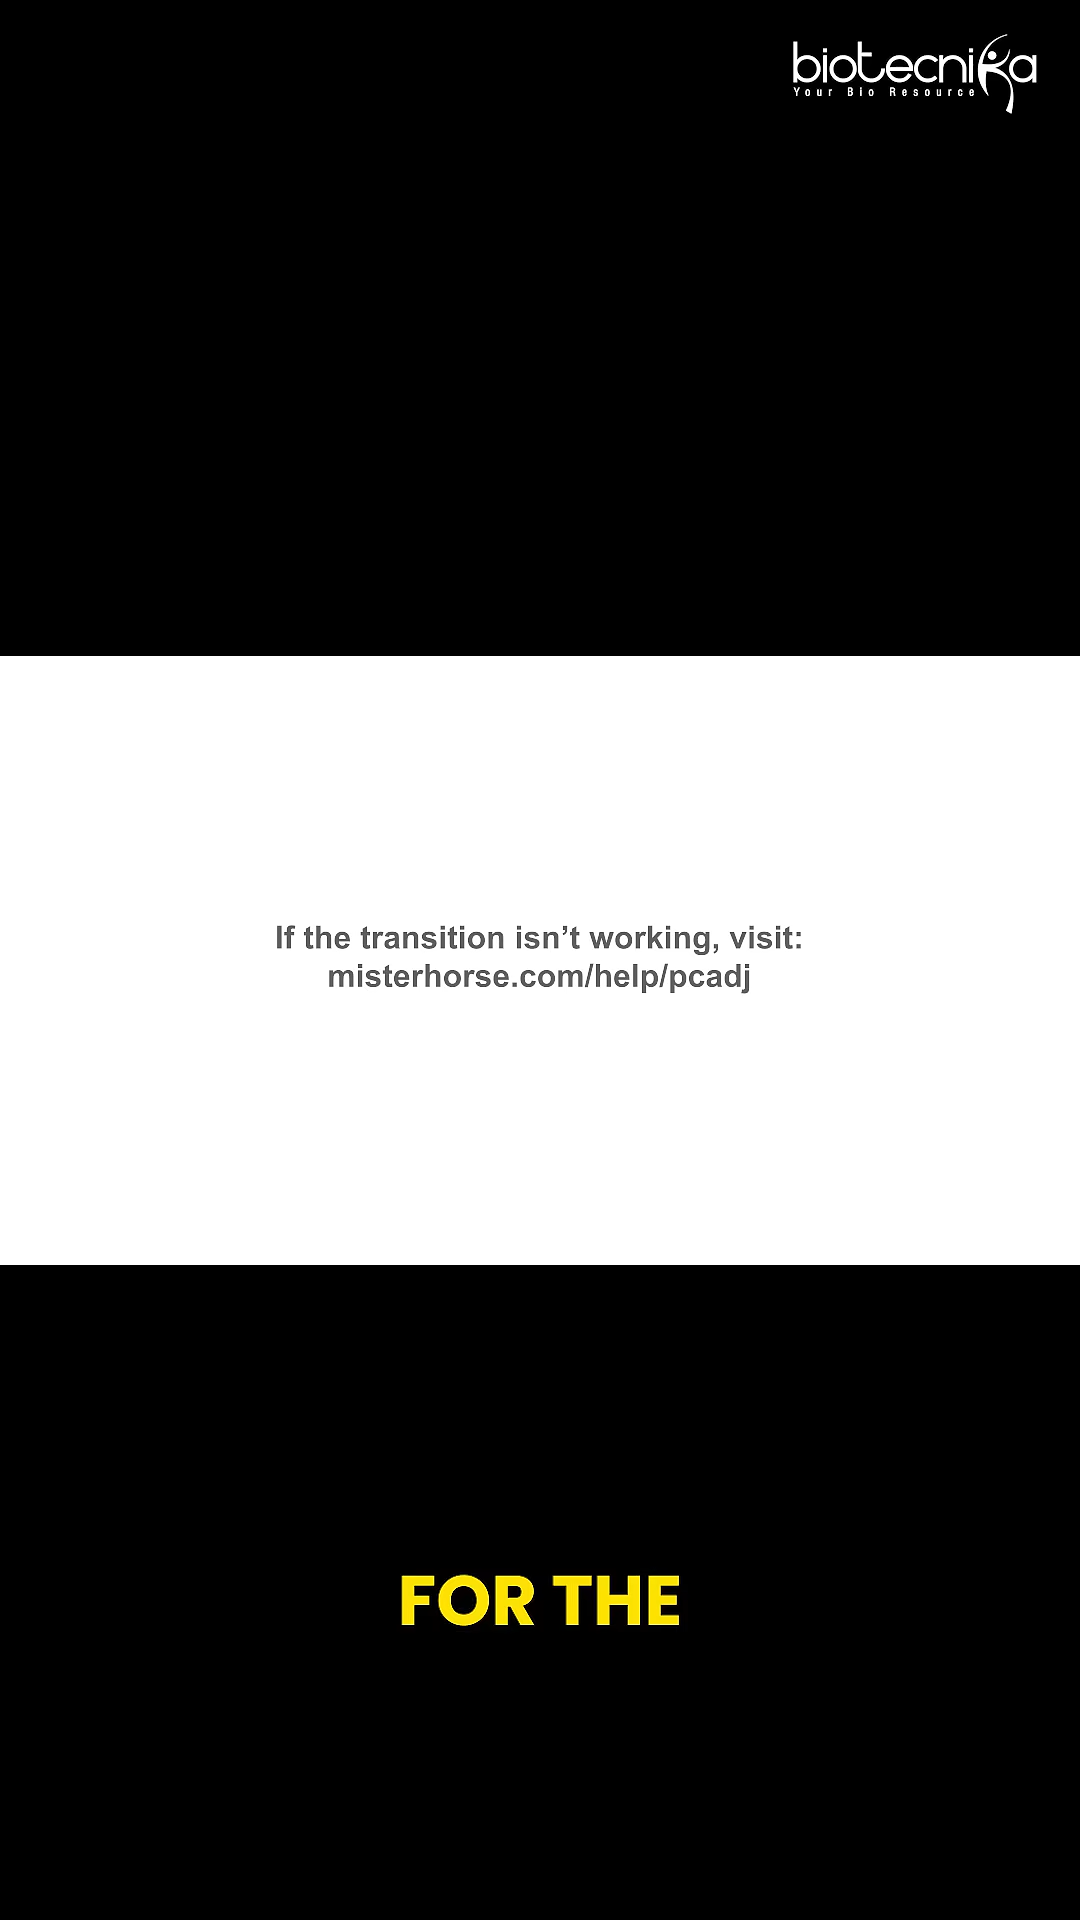 biotecnika
Your Bio Resource
If the transition isn’t working, visit:
misterhorse.com/help/pcadj
FOR THE